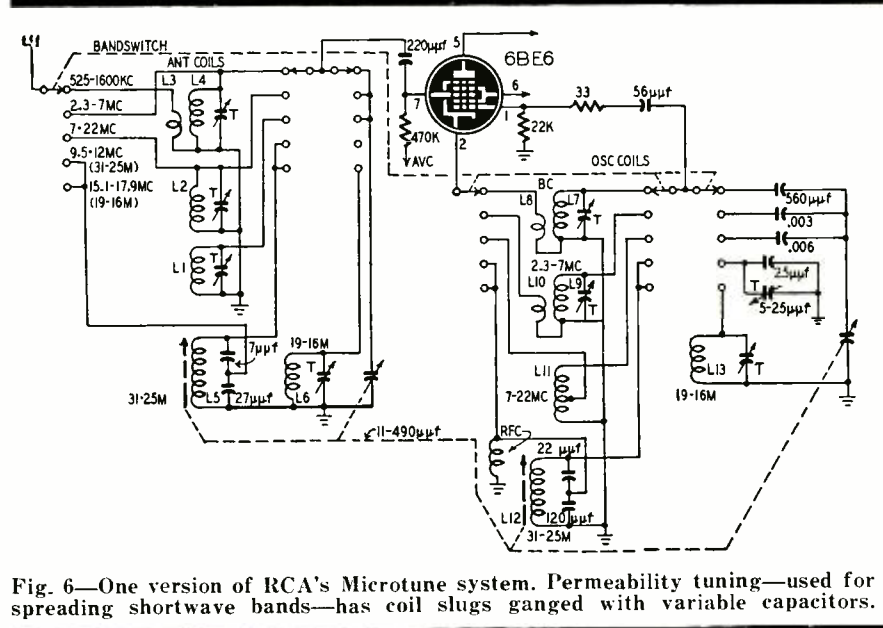 BANDSWITCH
220µµf
5
6BE6
ANT COILS
525-1600KC
L3
L4
2.3-7MC
T
7-22MC
9.5-12MC
(31-25M)
15.1-17.9MC
(19-16M)
7
6
1
2
470K
AVC
22K
33
56µµf
OSC COILS
L2
T
L1
T
BC
L8
L7
T
560µµf
.003
.006
25µµf
T
5-25µµf
2.3-7MC
L10
L9
T
19-16M
7µµf
T
31-25M
L5
27µµf
L6
11-490µµf
L11
7-22MC
L13
T
19-16M
RFC
22 µµf
L12
120µµf
31-25M
Fig. 6—One version of RCA's Microtune system. Permeability tuning—used for
spreading shortwave bands—has coil slugs ganged with variable capacitors.